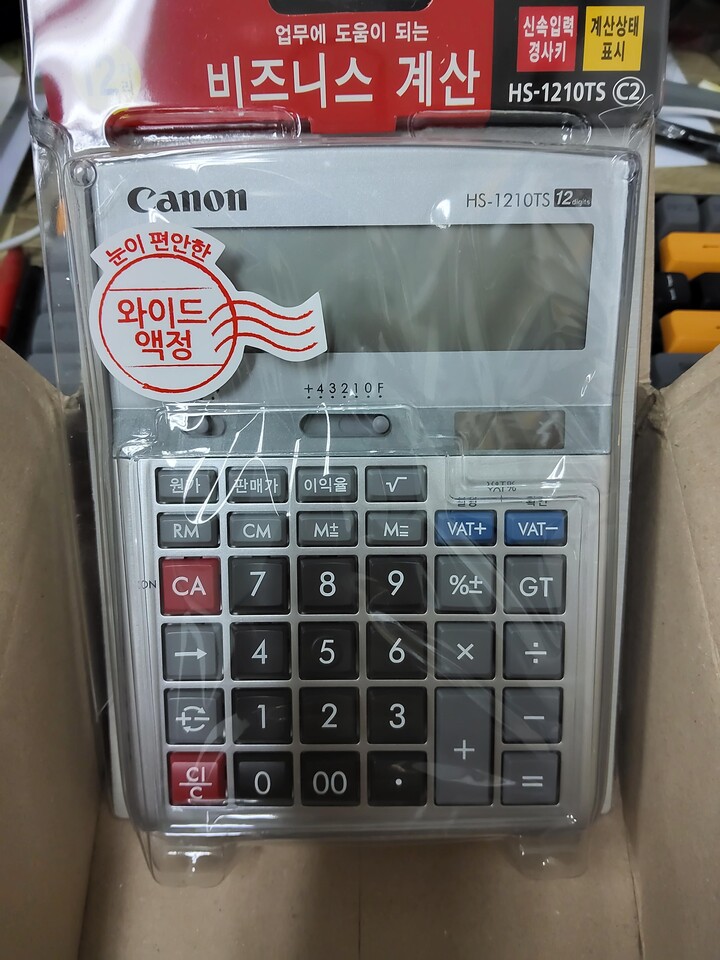 업무에 도움이 되는
비즈니스 계산
신속입력
경사키
계산상태
표시
HS-1210TS C2
Canon
HS-1210TS 12 digits
눈이 편안한
와이드
액정
+43210F
원가 판매가 이익율 √
VAT%
RM CM M± M= VAT+ VAT−
ON CA 7 8 9 %± GT
→ 4 5 6 × ÷
1 2 3 + −
CI/C 0 00 · =